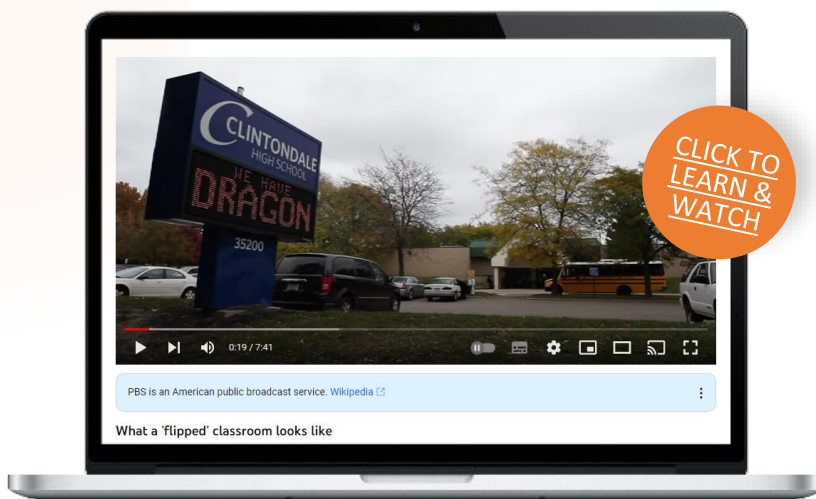 CLINTONDALE
HIGH SCHOOL
WE HAVE
DRAGON
35200
CLICK TO
LEARN &
WATCH
0:19 / 7:41
PBS is an American public broadcast service. Wikipedia
What a 'flipped' classroom looks like